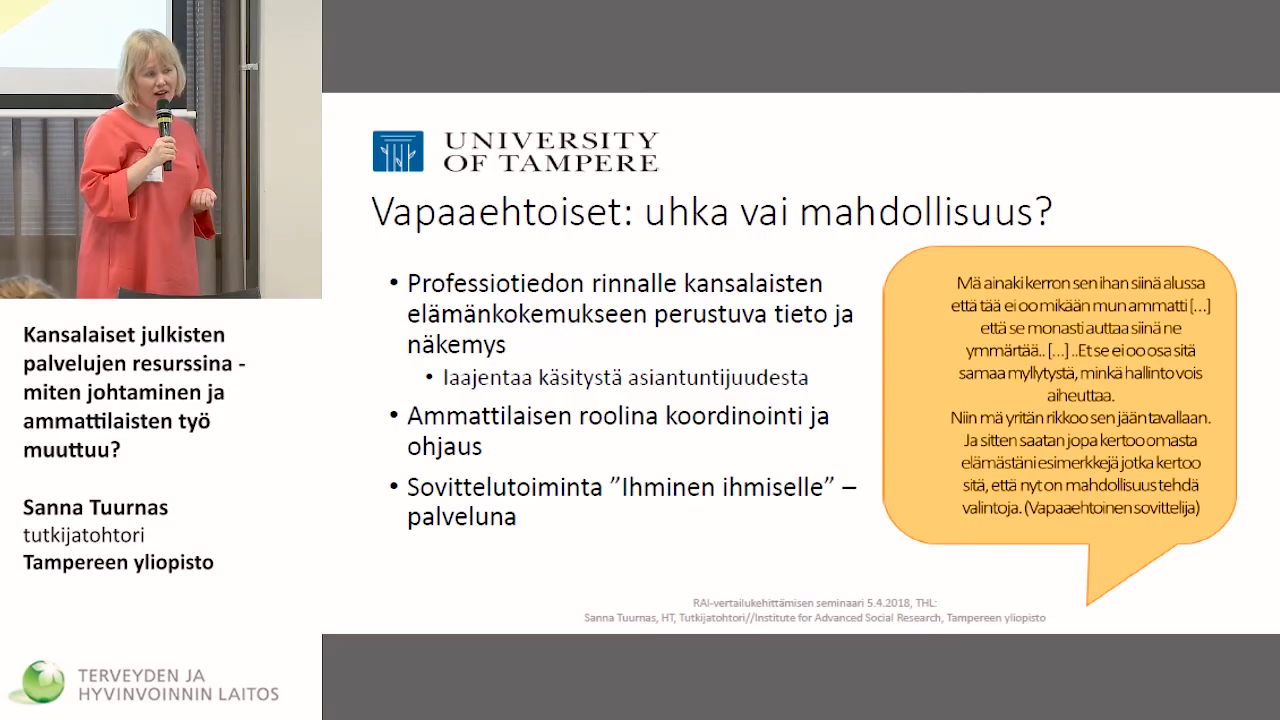 Kansalaiset julkisten
palvelujen resurssina -
miten johtaminen ja
ammattilaisten työ
muuttuu?
Sanna Tuurnas
tutkijatohtori
Tampereen yliopisto
TERVEYDEN JA
HYVINVOINNIN LAITOS
UNIVERSITY
OF TAMPERE
Vapaaehtoiset: uhka vai mahdollisuus?
• Professiotiedon rinnalle kansalaisten
elämänkokemukseen perustuva tieto ja
näkemys
• laajentaa käsitystä asiantuntijuudesta
• Ammattilaisen roolina koordinointi ja
ohjaus
• Sovittelutoiminta ”Ihminen ihmiselle” –
palveluna
Mä ainaki kerron sen ihan siinä alussa
että tää ei oo mikään mun ammatti […]
että se monasti auttaa siinä ne
ymmärtää.. […] ..Et se ei oo osa sitä
samaa myllytystä, minkä hallinto vois
aiheuttaa.
Niin mä yritän rikkoo sen jään tavallaan.
Ja sitten saatan jopa kertoo omasta
elämästäni esimerkkejä jotka kertoo
sitä, että nyt on mahdollisuus tehdä
valintoja. (Vapaaehtoinen sovittelija)
RAI-vertailukehittämisen seminaari 5.4.2018, THL:
Sanna Tuurnas, HT, Tutkijatohtori//Institute for Advanced Social Research, Tampereen yliopisto